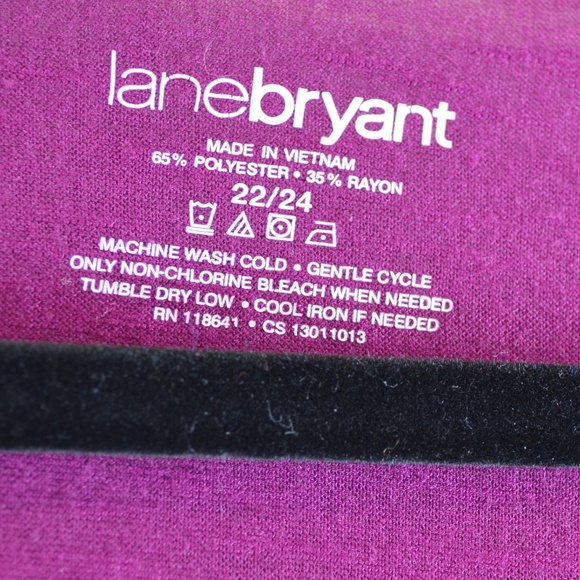 lanebryant
MADE IN VIETNAM
65% POLYESTER • 35% RAYON
22/24
MACHINE WASH COLD • GENTLE CYCLE
ONLY NON-CHLORINE BLEACH WHEN NEEDED
TUMBLE DRY LOW • COOL IRON IF NEEDED
RN 118641 • CS 13011013